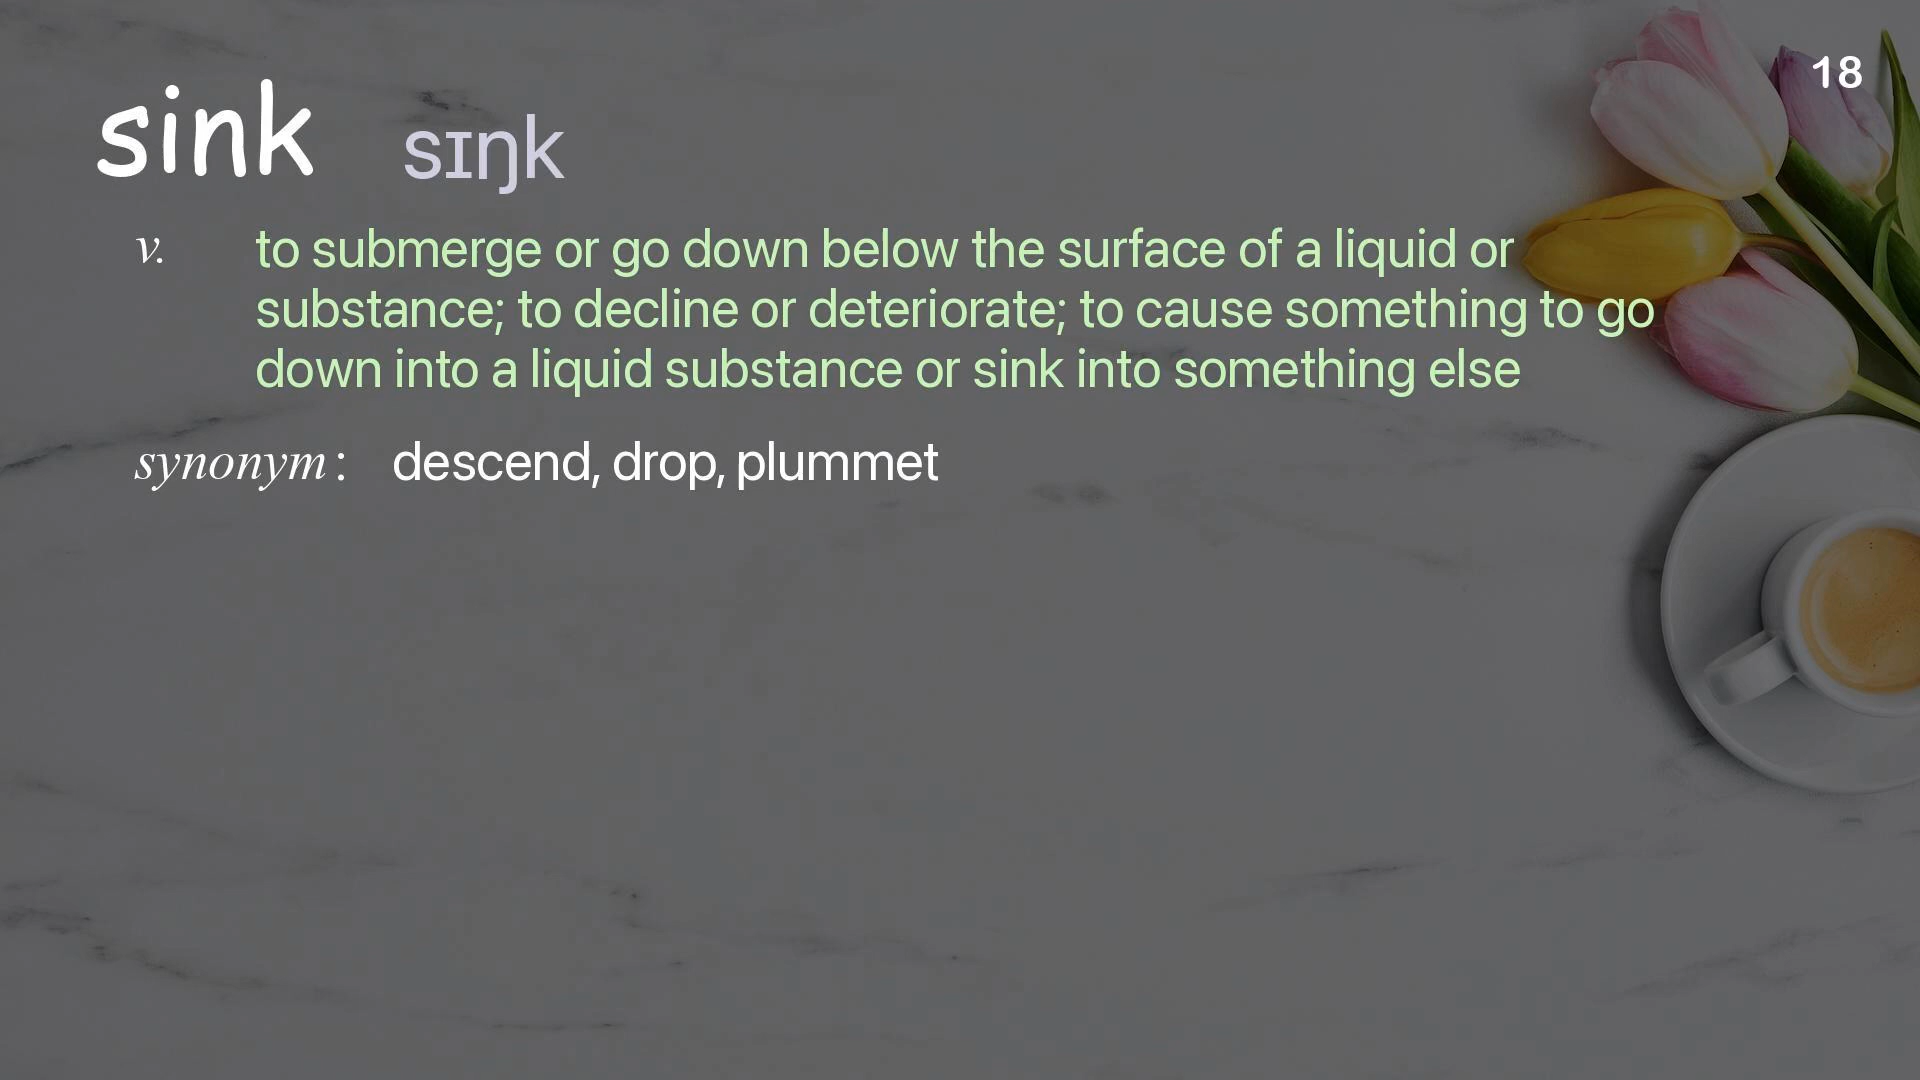 18
sink sɪŋk
v. to submerge or go down below the surface of a liquid or
substance; to decline or deteriorate; to cause something to go
down into a liquid substance or sink into something else
synonym : descend, drop, plummet